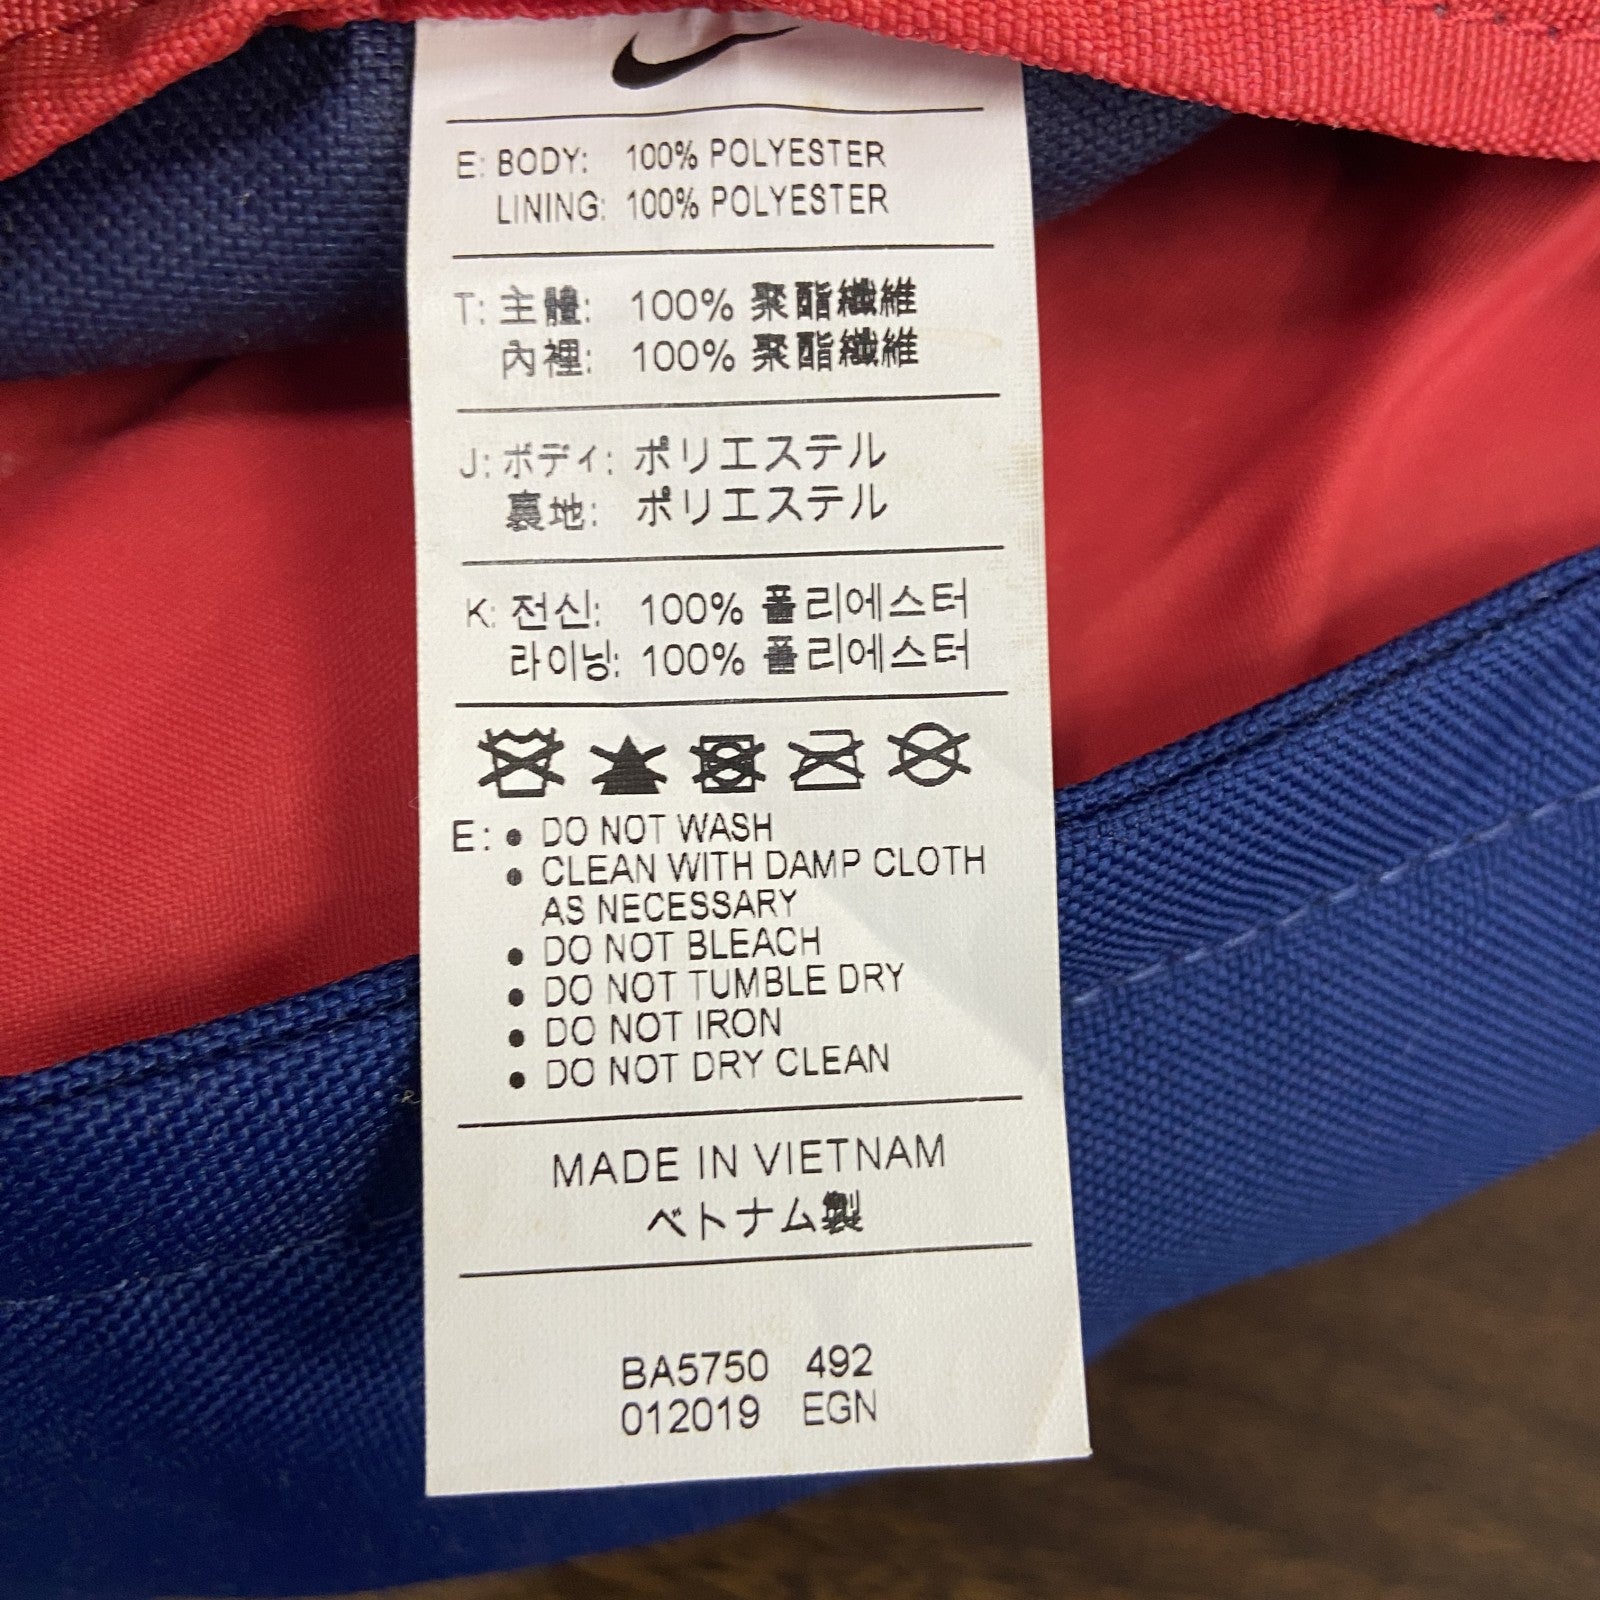 E: BODY: 100% POLYESTER
LINING: 100% POLYESTER
T: 主體: 100% 聚酯纖維
內裡: 100% 聚酯纖維
J: ボディ: ポリエステル
裏地: ポリエステル
K: 전신: 100% 폴리에스터
라이닝: 100% 폴리에스터
E: • DO NOT WASH
• CLEAN WITH DAMP CLOTH
AS NECESSARY
• DO NOT BLEACH
• DO NOT TUMBLE DRY
• DO NOT IRON
• DO NOT DRY CLEAN
MADE IN VIETNAM
ベトナム製
BA5750 492
012019 EGN